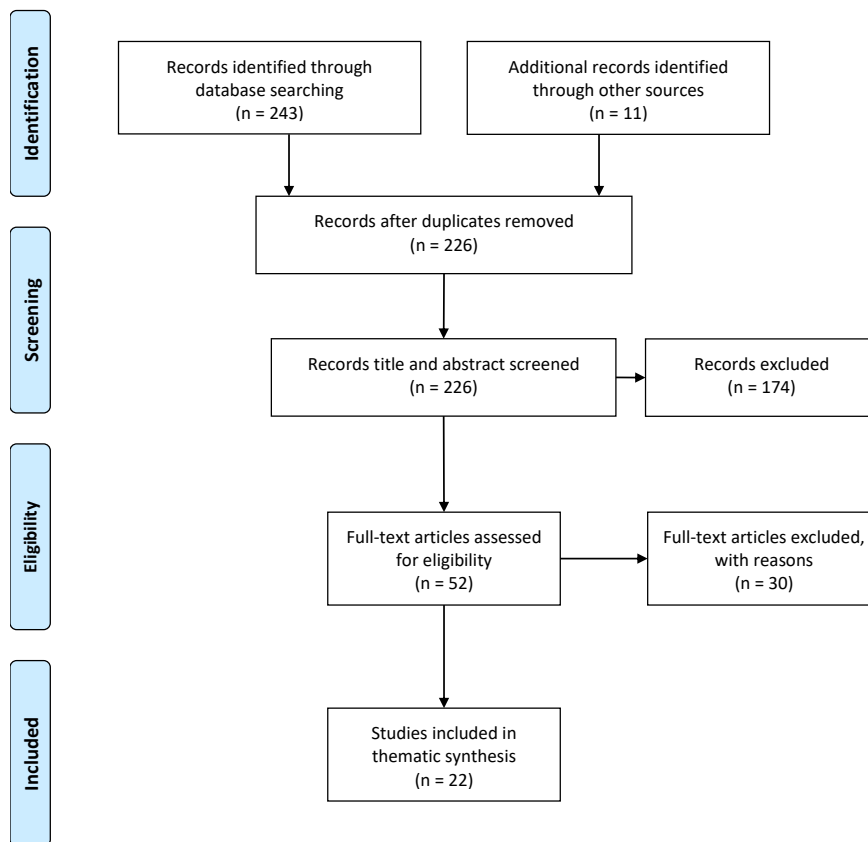 Identification
Records identified through
database searching
(n = 243)
Additional records identified
through other sources
(n = 11)
Records after duplicates removed
(n = 226)
Screening
Records title and abstract screened
(n = 226)
Records excluded
(n = 174)
Eligibility
Full-text articles assessed
for eligibility
(n = 52)
Full-text articles excluded,
with reasons
(n = 30)
Included
Studies included in
thematic synthesis
(n = 22)